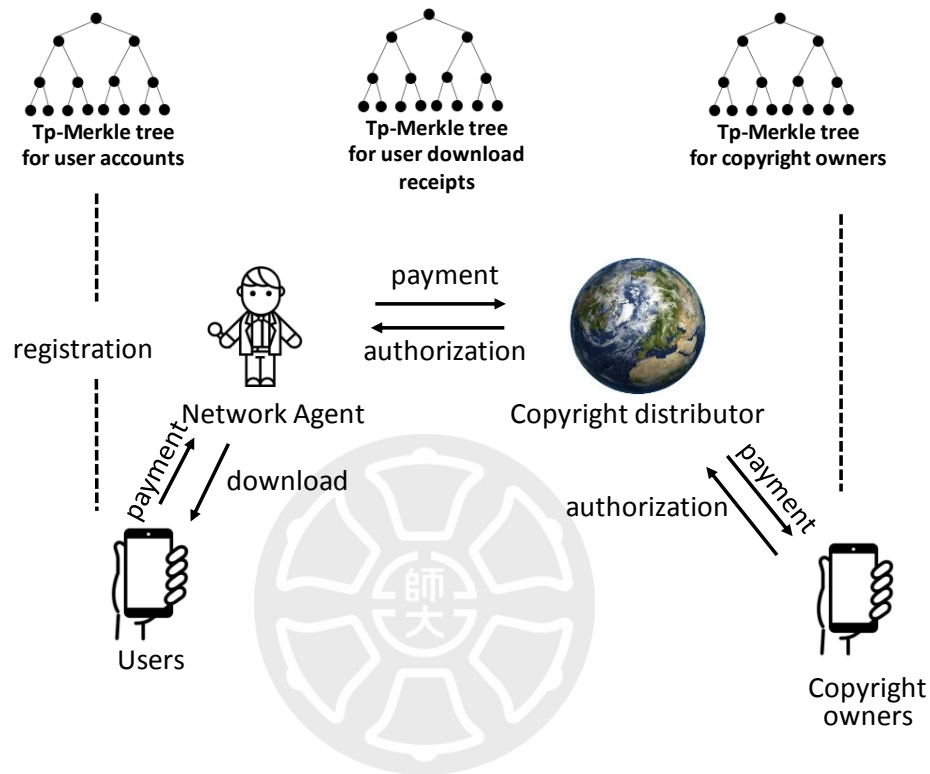 Tp-Merkle tree
for user accounts
Tp-Merkle tree
for user download
receipts
Tp-Merkle tree
for copyright owners
registration
payment
authorization
Network Agent
Copyright distributor
payment
download
payment
authorization
師
大
Users
Copyright
owners